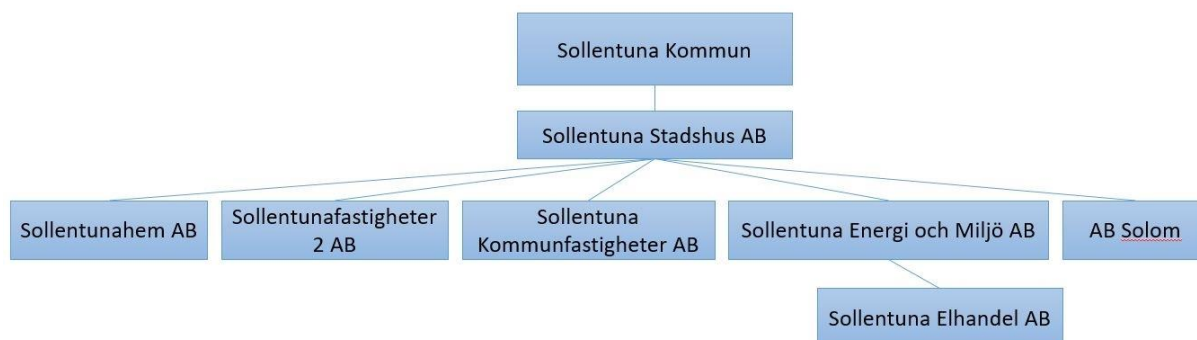 Sollentuna Kommun
Sollentuna Stadshus AB
Sollentunahem AB
Sollentunafastigheter
2 AB
Sollentuna
Kommunfastigheter AB
Sollentuna Energi och Miljö AB
AB Solom
Sollentuna Elhandel AB